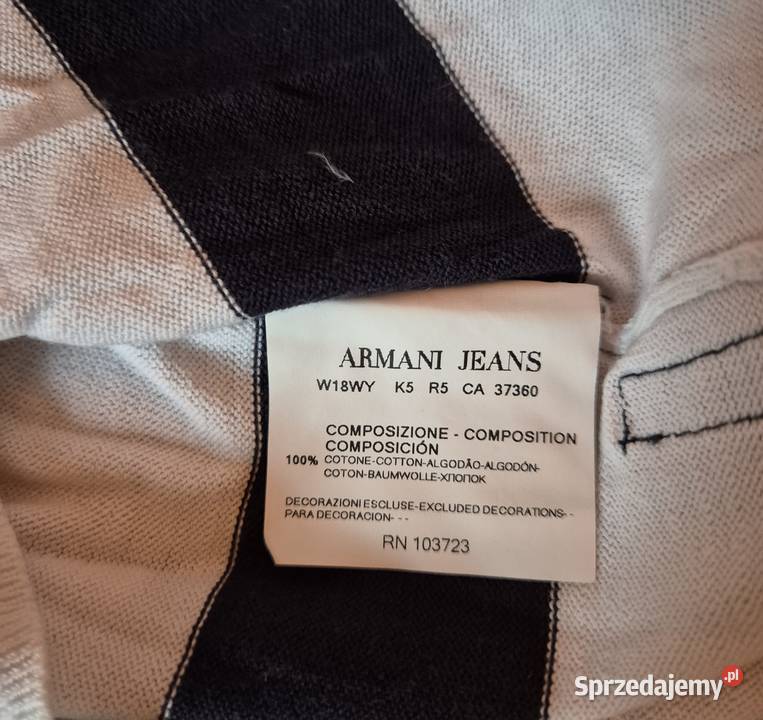 ARMANI JEANS
W18WY K5 R5 CA 37360
COMPOSIZIONE - COMPOSITION
COMPOSICIÓN
100% COTONE-COTTON-ALGODÃO-ALGODÓN-
COTON-BAUMWOLLE-ХЛОПОК
DECORAZIONI ESCLUSE-EXCLUDED DECORATIONS- -
PARA DECORACION- - -
RN 103723
Sprzedajemy.pl